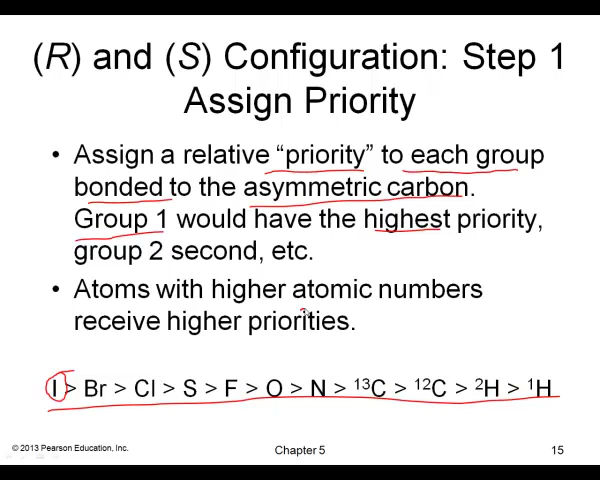 (R) and (S) Configuration: Step 1
Assign Priority
• Assign a relative “priority” to each group
bonded to the asymmetric carbon.
Group 1 would have the highest priority,
group 2 second, etc.
• Atoms with higher atomic numbers
receive higher priorities.
I > Br > Cl > S > F > O > N > ¹³C > ¹²C > ²H > ¹H
© 2013 Pearson Education, Inc.
Chapter 5
15